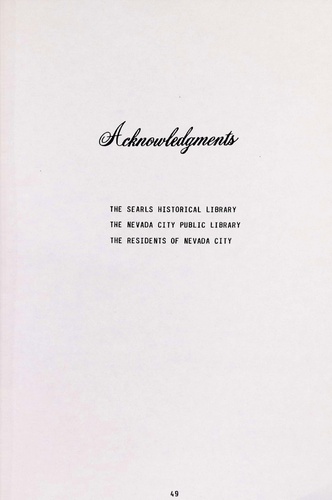 Acknowledgments
THE SEARLS HISTORICAL LIBRARY
THE NEVADA CITY PUBLIC LIBRARY
THE RESIDENTS OF NEVADA CITY
49